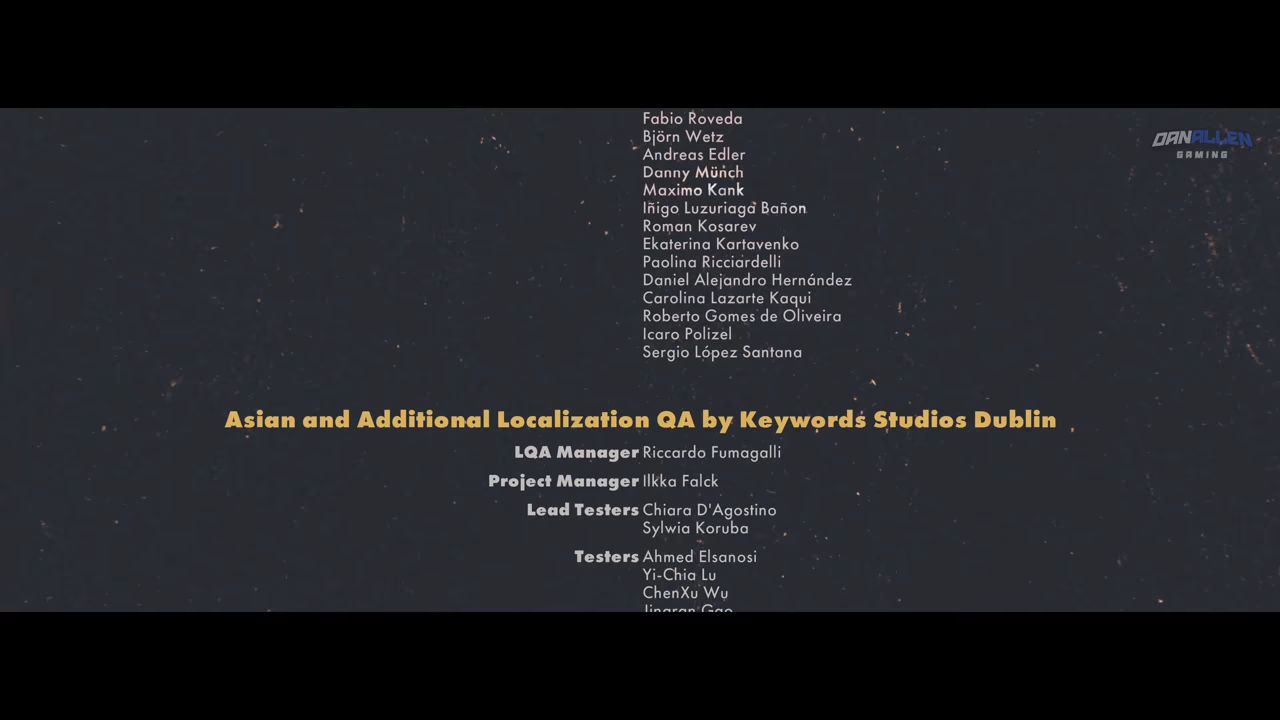 Fabio Roveda
DANALLEN
Björn Wetz
GAMING
Andreas Edler
Danny Münch
Maximo Kank
Iñigo Luzuriaga Bañon
Roman Kosarev
Ekaterina Kartavenko
Paolina Ricciardelli
Daniel Alejandro Hernández
Carolina Lazarte Kaqui
Roberto Gomes de Oliveira
Icaro Polizel
Sergio López Santana
Asian and Additional Localization QA by Keywords Studios Dublin
LQA Manager Riccardo Fumagalli
Project Manager Ilkka Falck
Lead Testers Chiara D'Agostino
Sylwia Koruba
Testers Ahmed Elsanosi
Yi-Chia Lu
ChenXu Wu